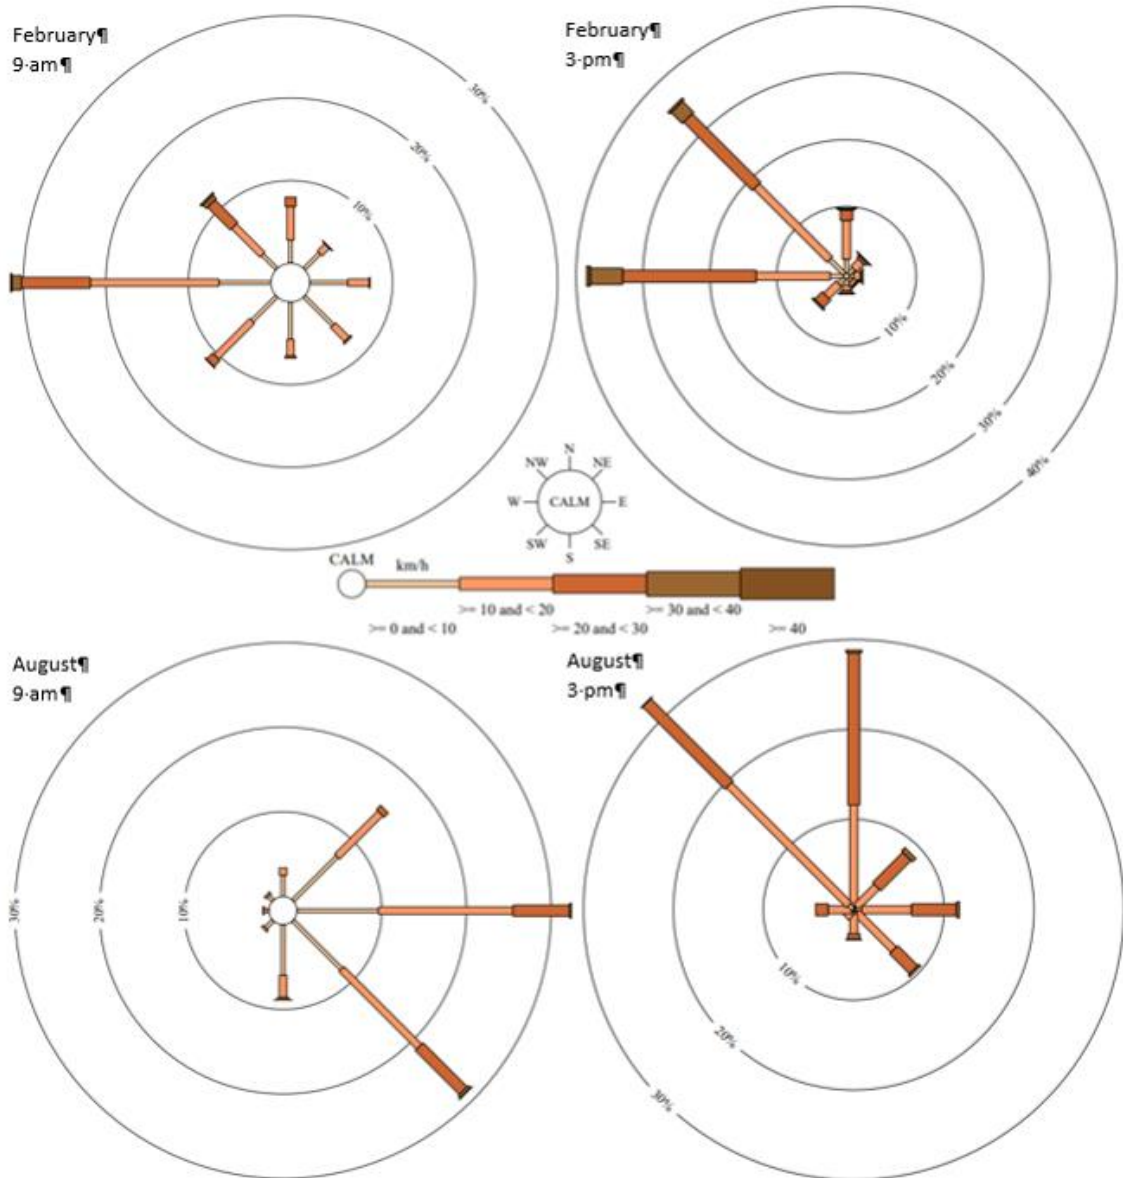 February¶
9·am¶
30%
20%
10%
February¶
3·pm¶
10%
20%
30%
40%
N
NW NE
W CALM E
SW SE
S
CALM km/h
>= 10 and < 20 >= 30 and < 40
>= 0 and < 10 >= 20 and < 30 >= 40
August¶
9·am¶
30% 20% 10%
August¶
3·pm¶
10%
20%
30%